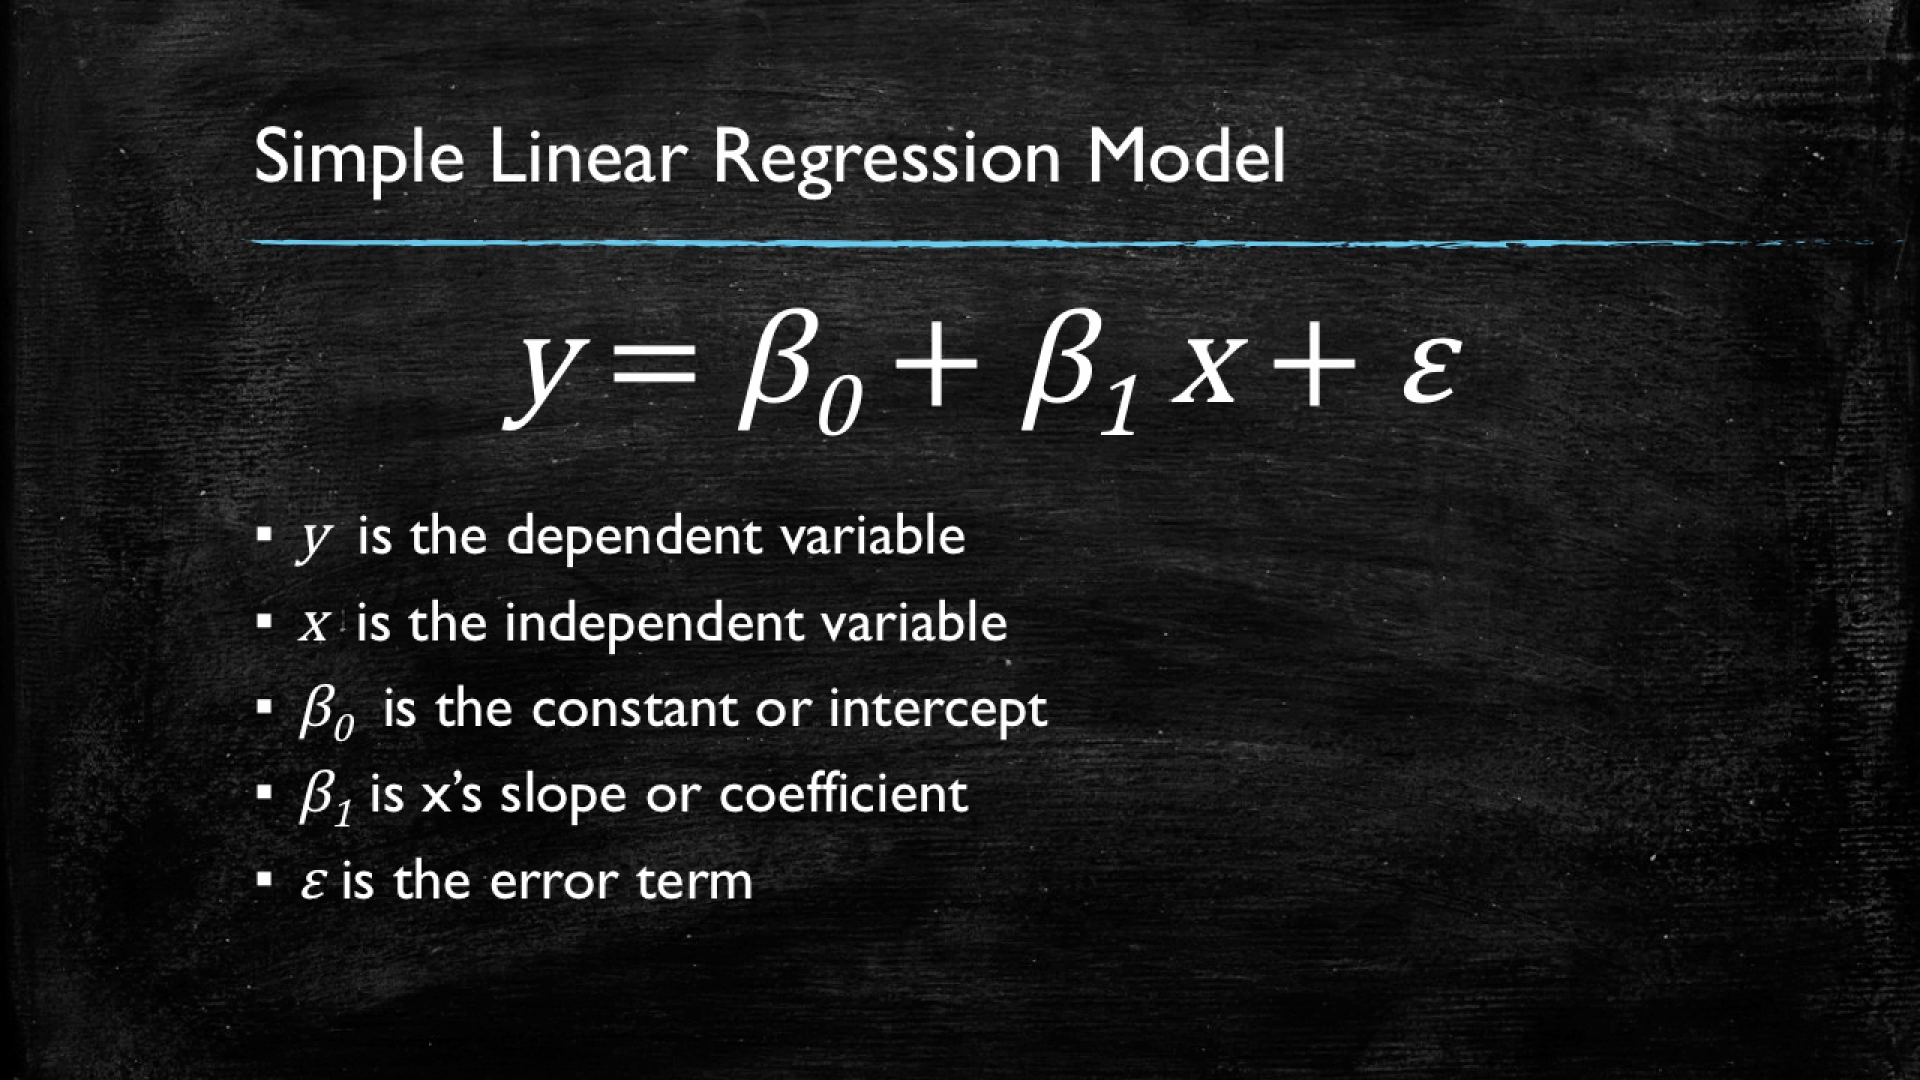 Simple Linear Regression Model
y = β₀ + β₁ x + ε
▪ y is the dependent variable
▪ x is the independent variable
▪ β₀ is the constant or intercept
▪ β₁ is x’s slope or coefficient
▪ ε is the error term